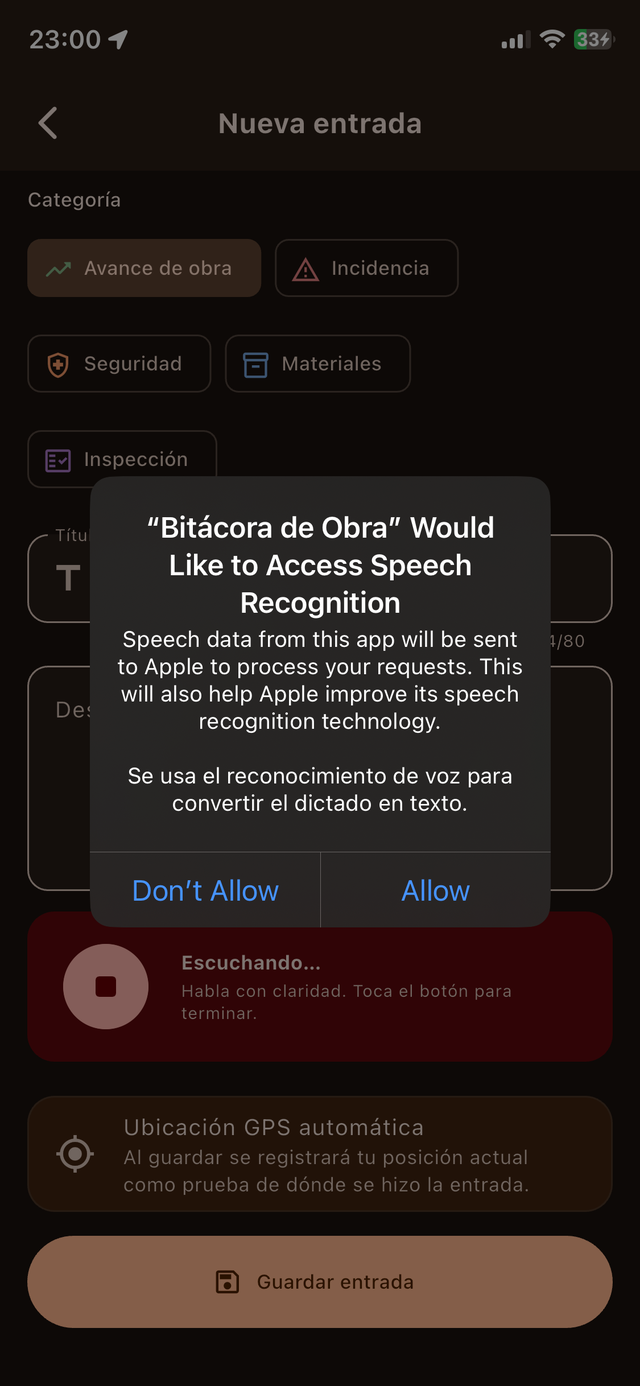 23:00
33
Nueva entrada
Categoría
Avance de obra
Incidencia
Seguridad
Materiales
Inspección
“Bitácora de Obra” Would
Like to Access Speech
Recognition
Speech data from this app will be sent
to Apple to process your requests. This
will also help Apple improve its speech
recognition technology.
Se usa el reconocimiento de voz para
convertir el dictado en texto.
Don’t Allow
Allow
Escuchando...
Habla con claridad. Toca el botón para
terminar.
Ubicación GPS automática
Al guardar se registrará tu posición actual
como prueba de dónde se hizo la entrada.
Guardar entrada